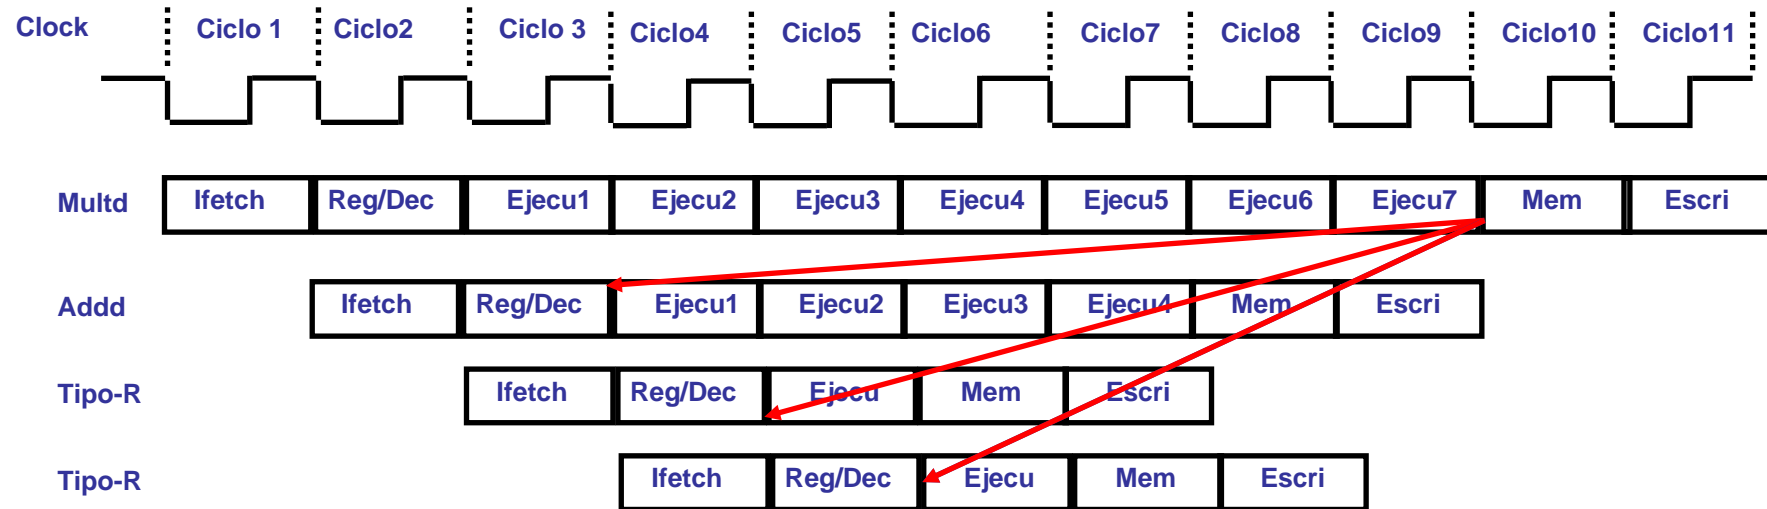 Clock Ciclo 1 Ciclo2 Ciclo 3 Ciclo4 Ciclo5 Ciclo6 Ciclo7 Ciclo8 Ciclo9 Ciclo10 Ciclo11
Multd Ifetch Reg/Dec Ejecu1 Ejecu2 Ejecu3 Ejecu4 Ejecu5 Ejecu6 Ejecu7 Mem Escri
Addd Ifetch Reg/Dec Ejecu1 Ejecu2 Ejecu3 Ejecu4 Mem Escri
Tipo-R Ifetch Reg/Dec Ejecu Mem Escri
Tipo-R Ifetch Reg/Dec Ejecu Mem Escri